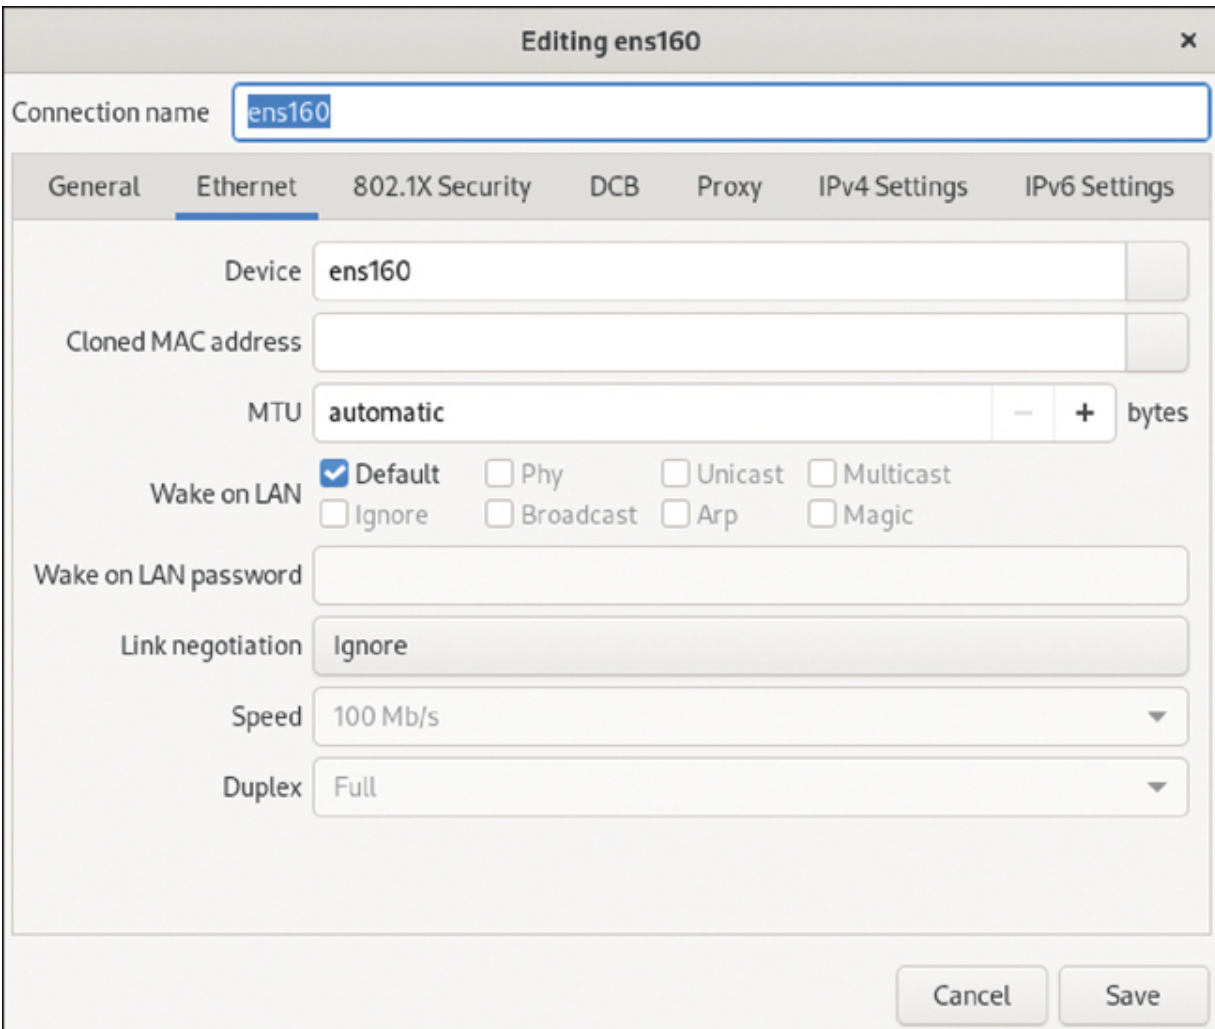 Editing ens160 ×
Connection name ens160
General Ethernet 802.1X Security DCB Proxy IPv4 Settings IPv6 Settings
Device ens160
Cloned MAC address
MTU automatic − + bytes
Wake on LAN
Default Phy Unicast Multicast
Ignore Broadcast Arp Magic
Wake on LAN password
Link negotiation Ignore
Speed 100 Mb/s
Duplex Full
Cancel Save